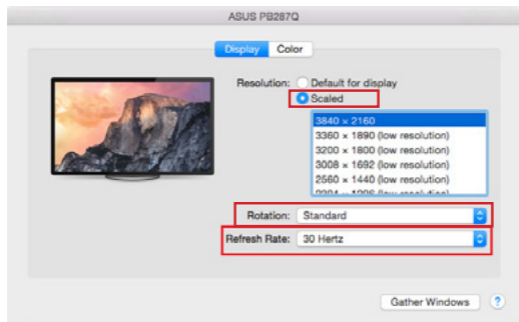 ASUS PB287Q
Display Color
Resolution: Default for display
Scaled
3840 × 2160
3360 × 1890 (low resolution)
3200 × 1800 (low resolution)
3008 × 1692 (low resolution)
2560 × 1440 (low resolution)
Rotation: Standard
Refresh Rate: 30 Hertz
Gather Windows ?